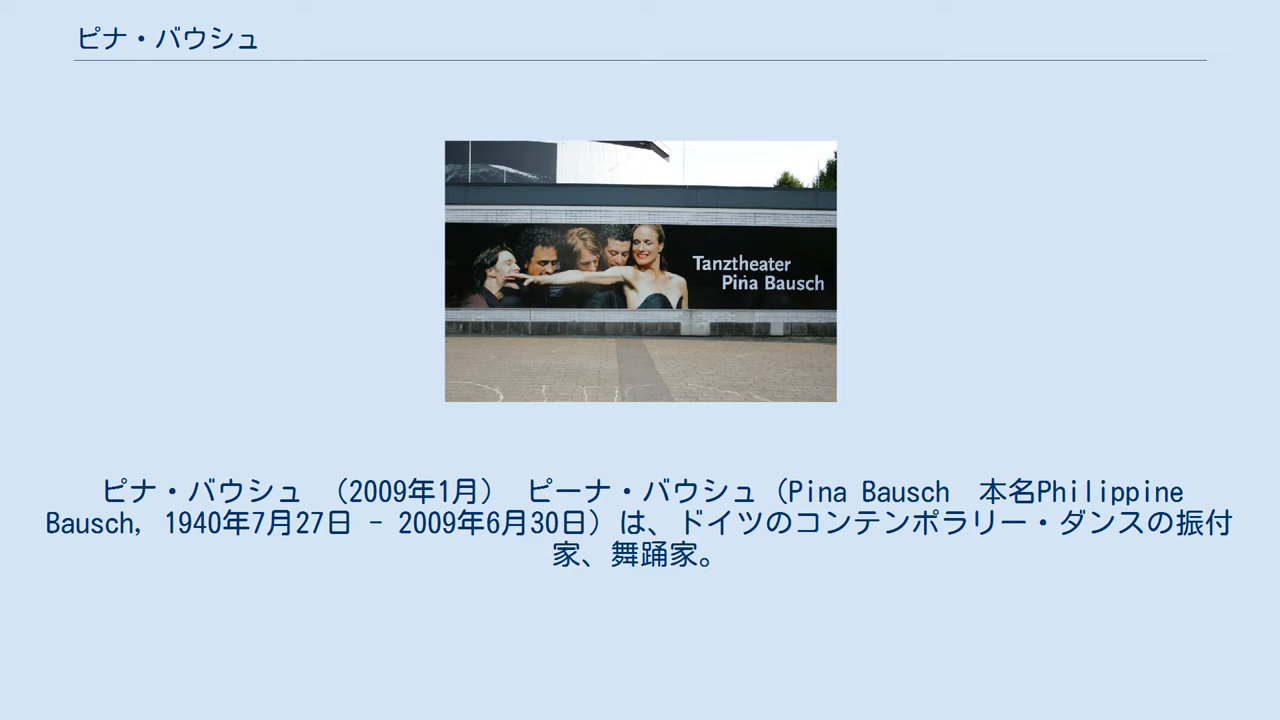 ピナ・バウシュ
Tanztheater
Pina Bausch
ピナ・バウシュ （2009年1月） ピーナ・バウシュ（Pina Bausch　本名Philippine
Bausch, 1940年7月27日 - 2009年6月30日）は、ドイツのコンテンポラリー・ダンスの振付
家、舞踊家。